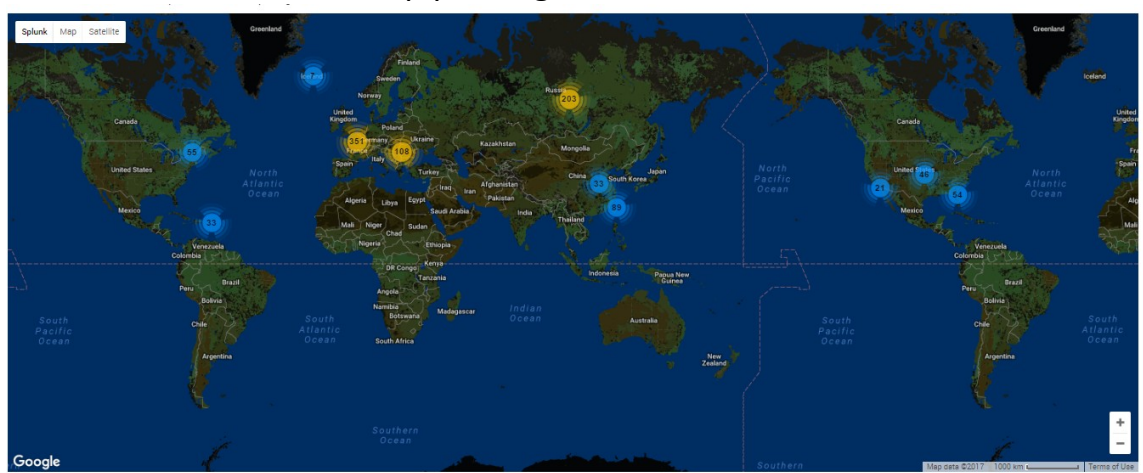 Splunk Map Satellite
Greenland
Greenland
Iceland
Finland
Sweden
Norway
Russia
203
Iceland
United
Kingdom
United
Kingdom
Canada
Canada
Poland
351
Germany
Ukraine
108
55
Kazakhstan
Mongolia
Spain
Italy
Turkey
United States
North
Atlantic
Ocean
Iraq
Iran
Afghanistan
Pakistan
China
33
South Korea
Japan
North
Pacific
Ocean
21
46
54
North
Atlantic
Ocean
Mexico
Algeria
Libya
Egypt
Saudi Arabia
India
Thailand
89
Mexico
33
Mali
Niger
Chad
Sudan
Nigeria
Ethiopia
Venezuela
Colombia
Venezuela
Colombia
DR Congo
Kenya
Tanzania
Indonesia
Papua New
Guinea
Peru
Brazil
Bolivia
Peru
Brazil
Bolivia
Angola
Namibia
Botswana
Madagascar
Indian
Ocean
Australia
South
Pacific
Ocean
Chile
South
Atlantic
Ocean
South Africa
South
Pacific
Ocean
Chile
South
Atlantic
Ocean
Argentina
New
Zealand
Argentina
Southern
Ocean
Southern
+
−
Google
Map data ©2017 1000 km Terms of Use